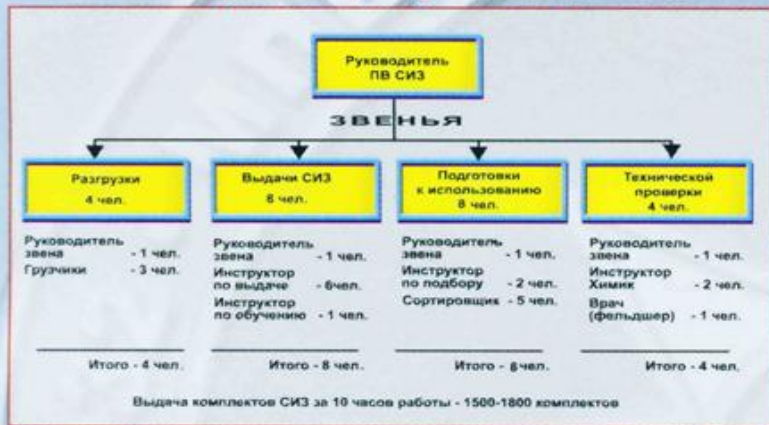 Руководитель
ПВ СИЗ
ЗВЕНЬЯ
Разгрузки
4 чел.
Выдачи СИЗ
8 чел.
Подготовки
к использованию
8 чел.
Технической
проверки
4 чел.
Руководитель
звена - 1 чел.
Грузчики - 3 чел.
Итого - 4 чел.
Руководитель
звена - 1 чел.
Инструктор
по выдаче - 6чел.
Инструктор
по обучению - 1 чел.
Итого - 8 чел.
Руководитель
звена - 1 чел.
Инструктор
по подбору - 2 чел.
Сортировщик - 5 чел.
Итого - 8 чел.
Руководитель
звена - 1 чел.
Инструктор
Химик - 2 чел.
Врач
(фельдшер) - 1 чел.
Итого - 4 чел.
Выдача комплектов СИЗ за 10 часов работы - 1500-1800 комплектов